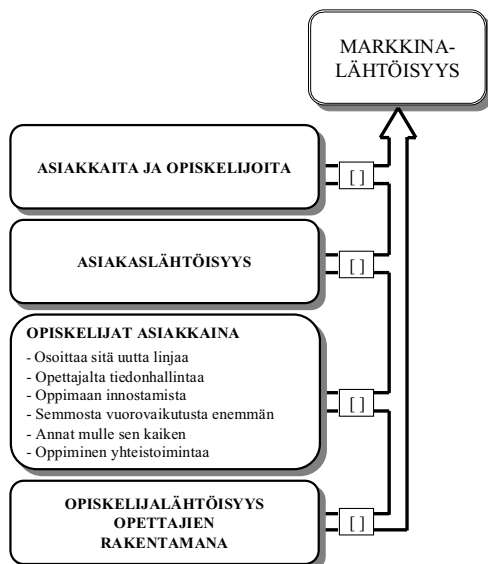 MARKKINA-
LÄHTÖISYYS
ASIAKKAITA JA OPISKELIJOITA
[ ]
ASIAKASLÄHTÖISYYS
[ ]
OPISKELIJAT ASIAKKAINA
- Osoittaa sitä uutta linjaa
- Opettajalta tiedonhallintaa
- Oppimaan innostamista
- Semmosta vuorovaikutusta enemmän
- Annat mulle sen kaiken
- Oppiminen yhteistoimintaa
[ ]
OPISKELIJALÄHTÖISYYS
OPETTAJIEN
RAKENTAMANA
[ ]